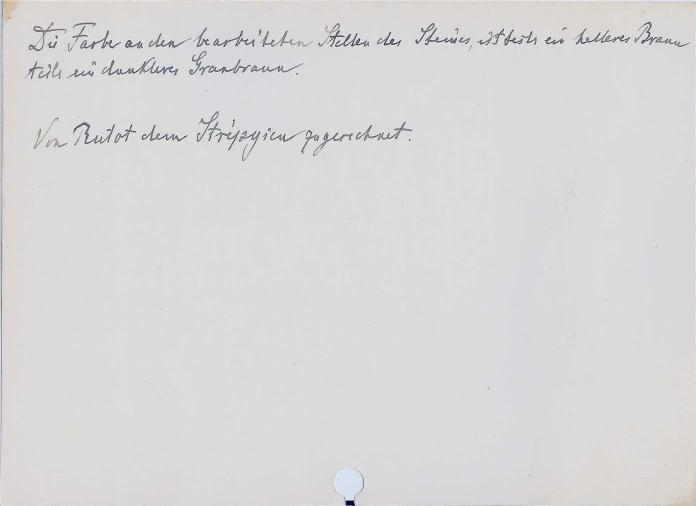 Die Farbe an den bearbeiteten Stellen des Steines, ist teils ein helleres Braun
teils ein dunkleres Graubraun.
Von Rutot dem Strépyien zugerechnet.